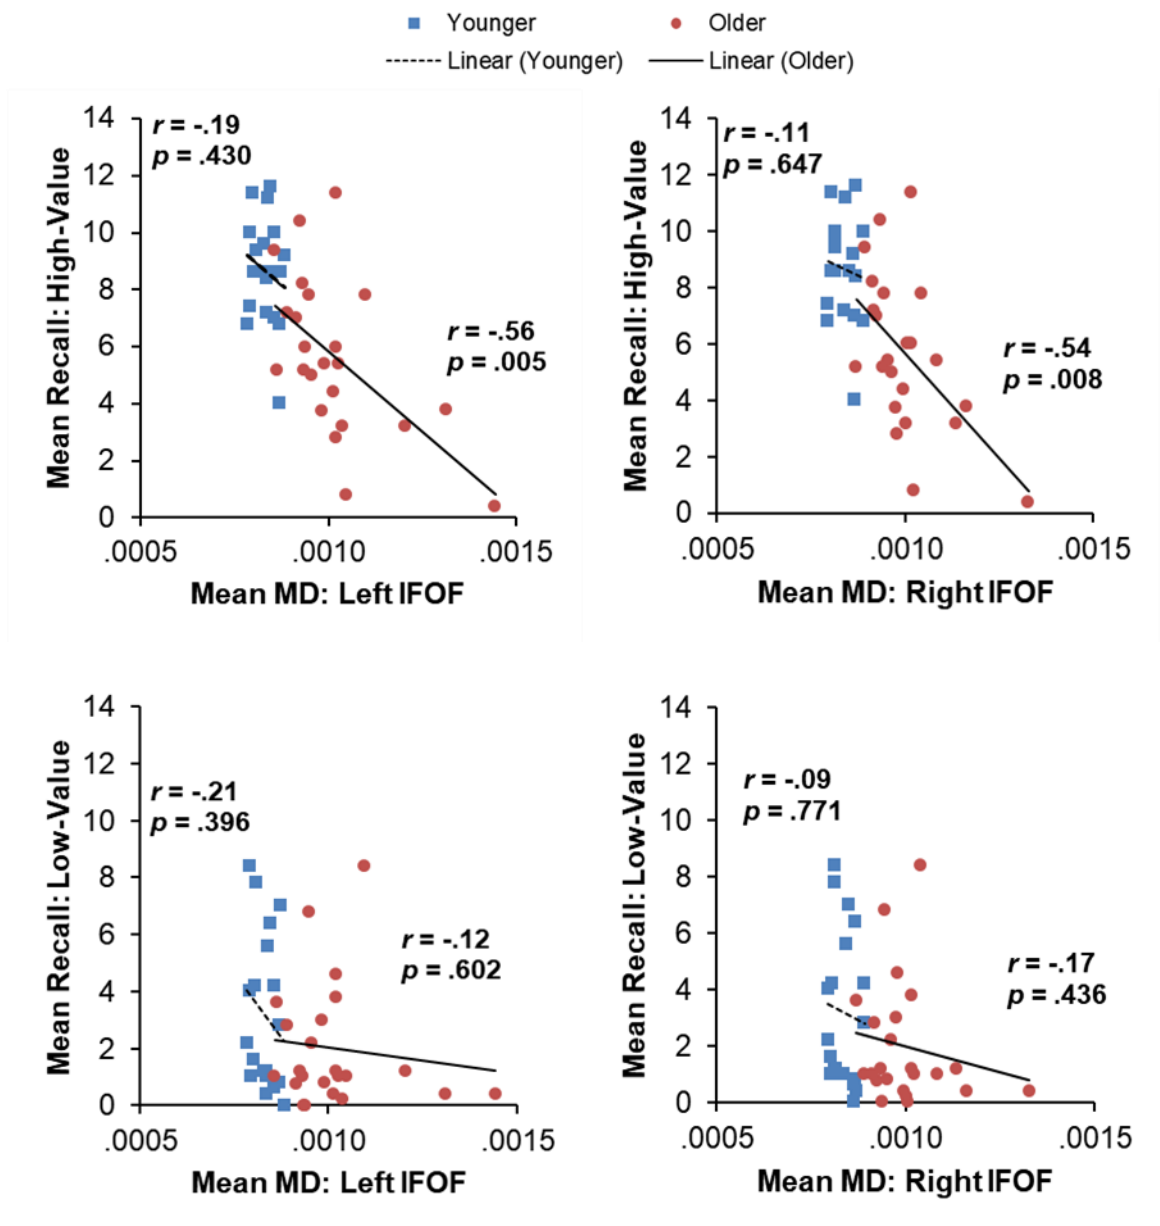 Younger Older
Linear (Younger) Linear (Older)
14
12
10
8
6
4
2
0
Mean Recall: High-Value
r = -.19
p = .430
r = -.56
p = .005
.0005 .0010 .0015
Mean MD: Left IFOF
14
12
10
8
6
4
2
0
Mean Recall: High-Value
r = -.11
p = .647
r = -.54
p = .008
.0005 .0010 .0015
Mean MD: Right IFOF
14
12
10
8
6
4
2
0
Mean Recall: Low-Value
r = -.21
p = .396
r = -.12
p = .602
.0005 .0010 .0015
Mean MD: Left IFOF
14
12
10
8
6
4
2
0
Mean Recall: Low-Value
r = -.09
p = .771
r = -.17
p = .436
.0005 .0010 .0015
Mean MD: Right IFOF